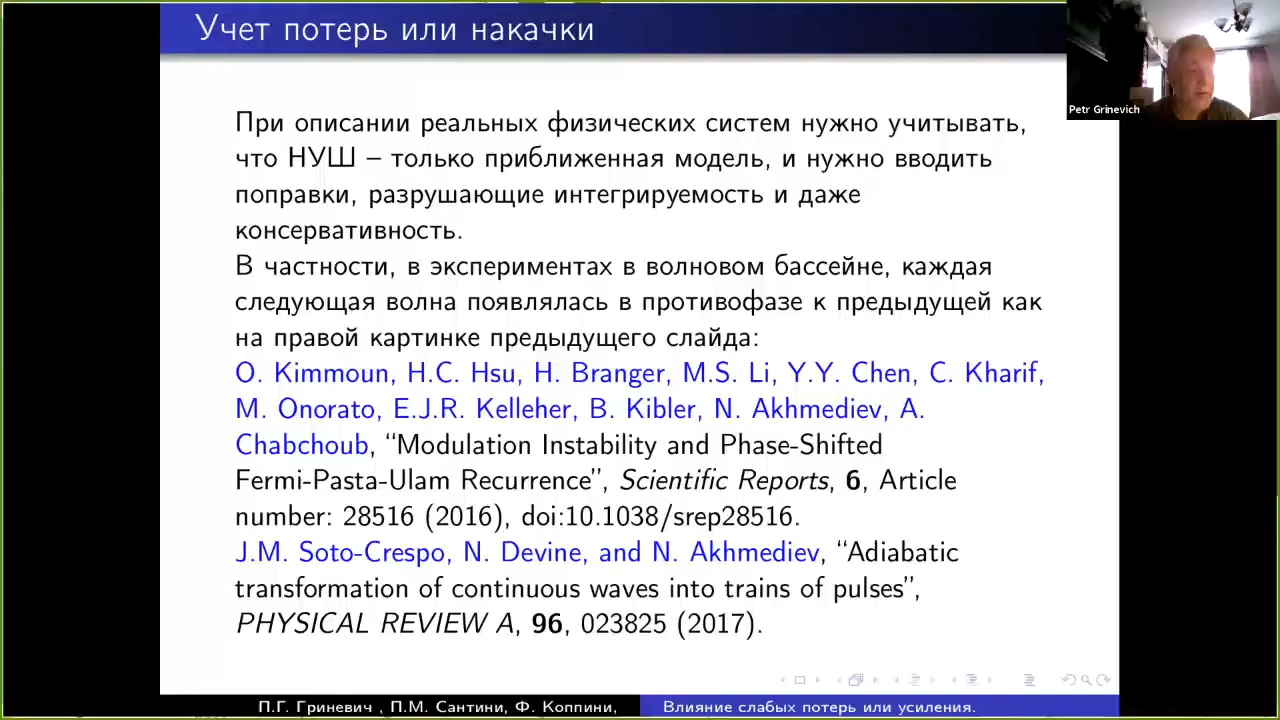 Учет потерь или накачки
Petr Grinevich
При описании реальных физических систем нужно учитывать,
что НУШ – только приближенная модель, и нужно вводить
поправки, разрушающие интегрируемость и даже
консервативность.
В частности, в экспериментах в волновом бассейне, каждая
следующая волна появлялась в противофазе к предыдущей как
на правой картинке предыдущего слайда:
O. Kimmoun, H.C. Hsu, H. Branger, M.S. Li, Y.Y. Chen, C. Kharif,
M. Onorato, E.J.R. Kelleher, B. Kibler, N. Akhmediev, A.
Chabchoub, “Modulation Instability and Phase-Shifted
Fermi-Pasta-Ulam Recurrence”, Scientific Reports, 6, Article
number: 28516 (2016), doi:10.1038/srep28516.
J.M. Soto-Crespo, N. Devine, and N. Akhmediev, “Adiabatic
transformation of continuous waves into trains of pulses”,
PHYSICAL REVIEW A, 96, 023825 (2017).
П.Г. Гриневич , П.М. Сантини, Ф. Коппини,
Влияние слабых потерь или усиления.